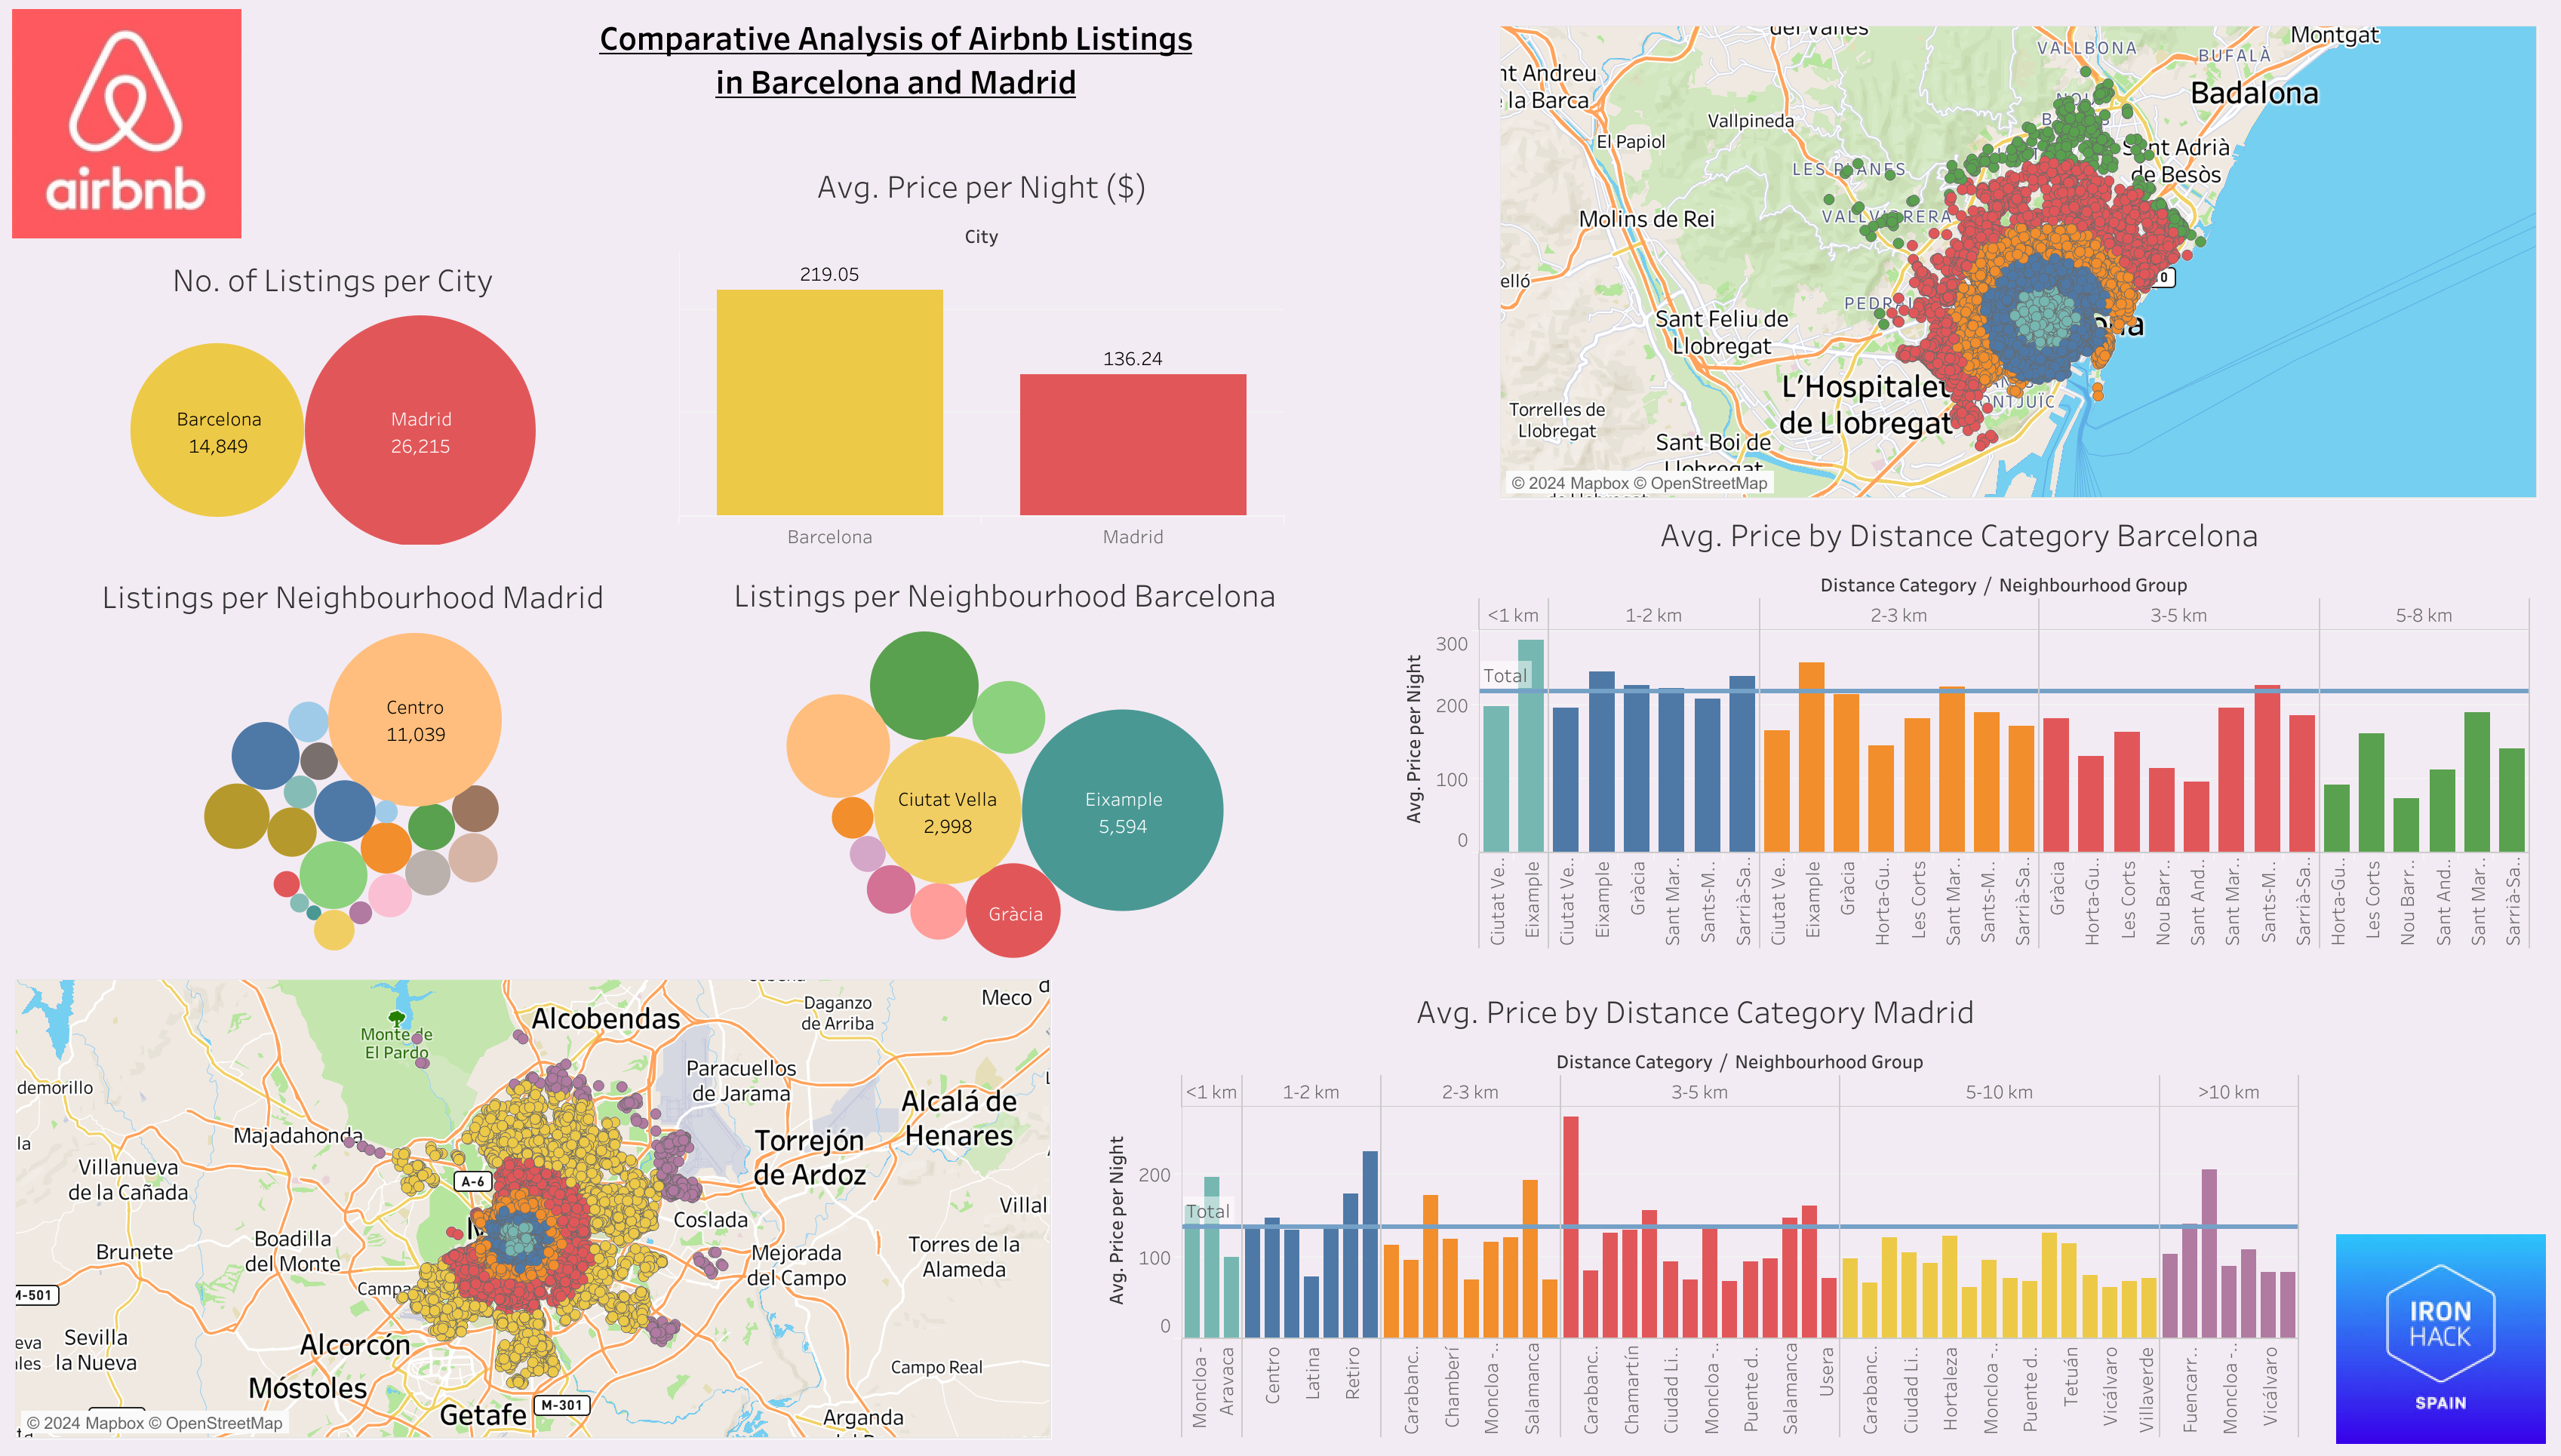 airbnb
Comparative Analysis of Airbnb Listings
in Barcelona and Madrid
No. of Listings per City
Barcelona
14,849
Madrid
26,215
Avg. Price per Night ($)
City
219.05
136.24
Barcelona
Madrid
Montgat
VALLBONA
BUFALÀ
Badalona
nt Andreu
la Barca
Vallpineda
El Papiol
nt Adrià
de Besòs
Molins de Rei
elló
Sant Feliu de
Llobregat
L'Hospitalet
de Llobregat
Torrelles de
Llobregat
Sant Boi de
Llobregat
© 2024 Mapbox © OpenStreetMap
Listings per Neighbourhood Madrid
Centro
11,039
Listings per Neighbourhood Barcelona
Ciutat Vella
2,998
Eixample
5,594
Gràcia
Avg. Price by Distance Category Barcelona
Distance Category / Neighbourhood Group
<1 km 1-2 km 2-3 km 3-5 km 5-8 km
Avg. Price per Night
300
200
100
0
Total
Ciutat Ve..
Eixample
Ciutat Ve..
Eixample
Gràcia
Sant Mar..
Sants-M..
Sarrià-Sa..
Ciutat Ve..
Eixample
Gràcia
Horta-Gu..
Les Corts
Sant Mar..
Sants-M..
Sarrià-Sa..
Gràcia
Horta-Gu..
Les Corts
Nou Barr..
Sant And..
Sant Mar..
Sants-M..
Sarrià-Sa..
Horta-Gu..
Les Corts
Nou Barr..
Sant And..
Sant Mar..
Sarrià-Sa..
Monte de
El Pardo
Alcobendas
Daganzo
de Arriba
Meco
demorillo
Paracuellos
de Jarama
Alcalá de
Henares
la
Majadahonda
Torrejón
de Ardoz
Villanueva
de la Cañada
A-6
Villal
Coslada
Boadilla
del Monte
Brunete
Mejorada
del Campo
Torres de la
Alameda
M-501
Sevilla
la Nueva
eva
ales
Alcorcón
Campo Real
Móstoles
Getafe
M-301
Arganda
© 2024 Mapbox © OpenStreetMap
Avg. Price by Distance Category Madrid
Distance Category / Neighbourhood Group
<1 km 1-2 km 2-3 km 3-5 km 5-10 km >10 km
Avg. Price per Night
200
100
0
Total
Moncloa -
Aravaca
Centro
Latina
Retiro
Carabanc..
Chamberí
Moncloa -..
Salamanca
Carabanc..
Chamartín
Ciudad Li..
Moncloa -..
Puente d..
Salamanca
Usera
Carabanc..
Ciudad Li..
Hortaleza
Moncloa -..
Puente d..
Tetuán
Vicálvaro
Villaverde
Fuencarr..
Moncloa -..
Vicálvaro
IRON
HACK
SPAIN